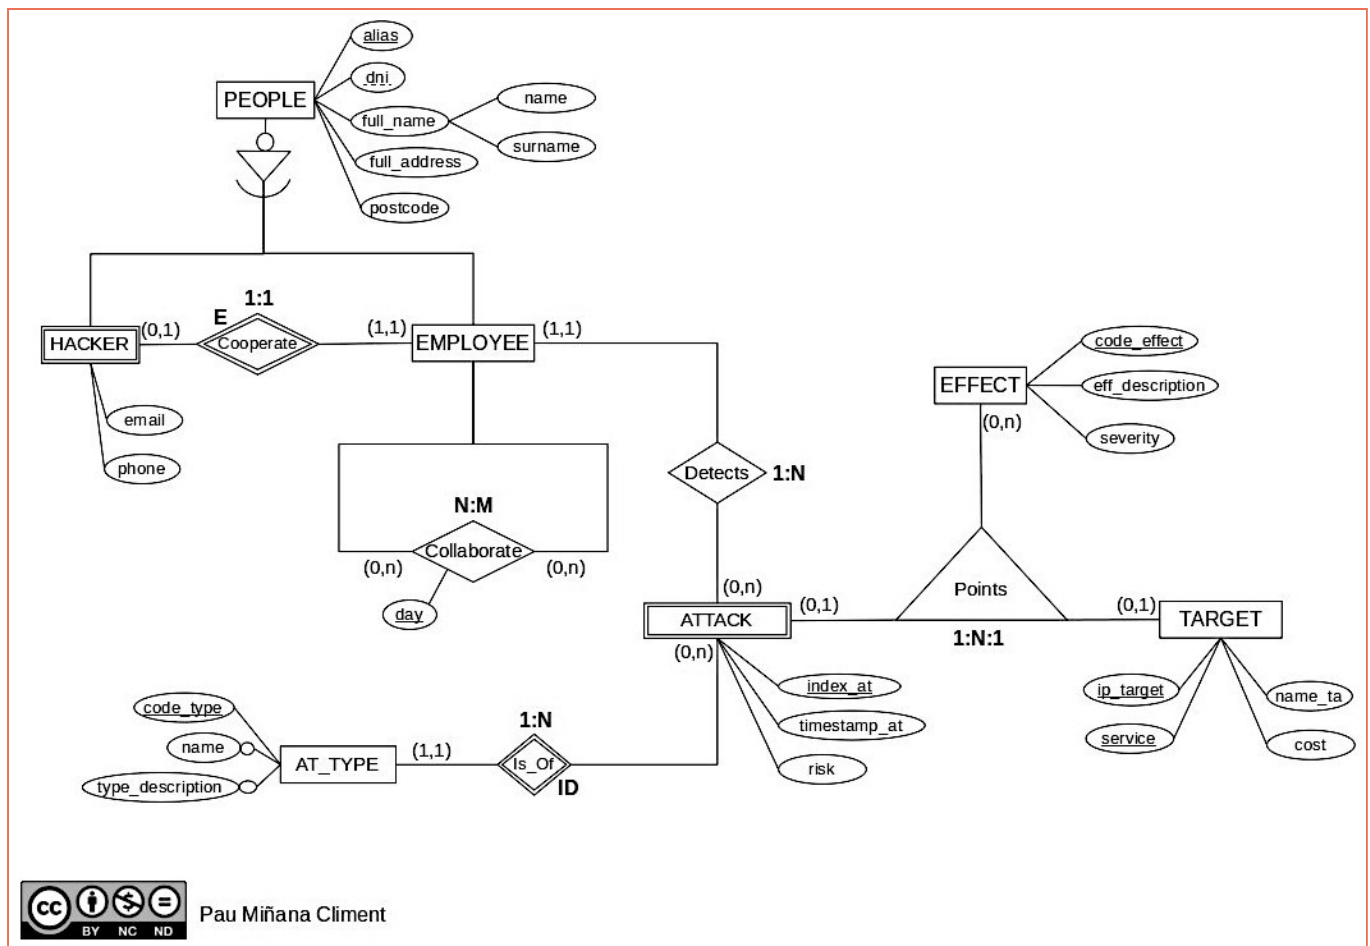 alias
dni
PEOPLE
name
full_name
surname
full_address
postcode
1:1
E
HACKER
(0,1)
Cooperate
(1,1)
EMPLOYEE
(1,1)
email
phone
code_effect
EFFECT
eff_description
(0,n)
severity
Detects
1:N
N:M
Collaborate
(0,n)
(0,n)
day
(0,n)
ATTACK
(0,1)
Points
(0,1)
TARGET
1:N:1
(0,n)
index_at
timestamp_at
risk
ip_target
name_ta
service
cost
code_type
name
type_description
AT_TYPE
(1,1)
1:N
Is_Of
ID
cc
BY NC ND
Pau Miñana Climent